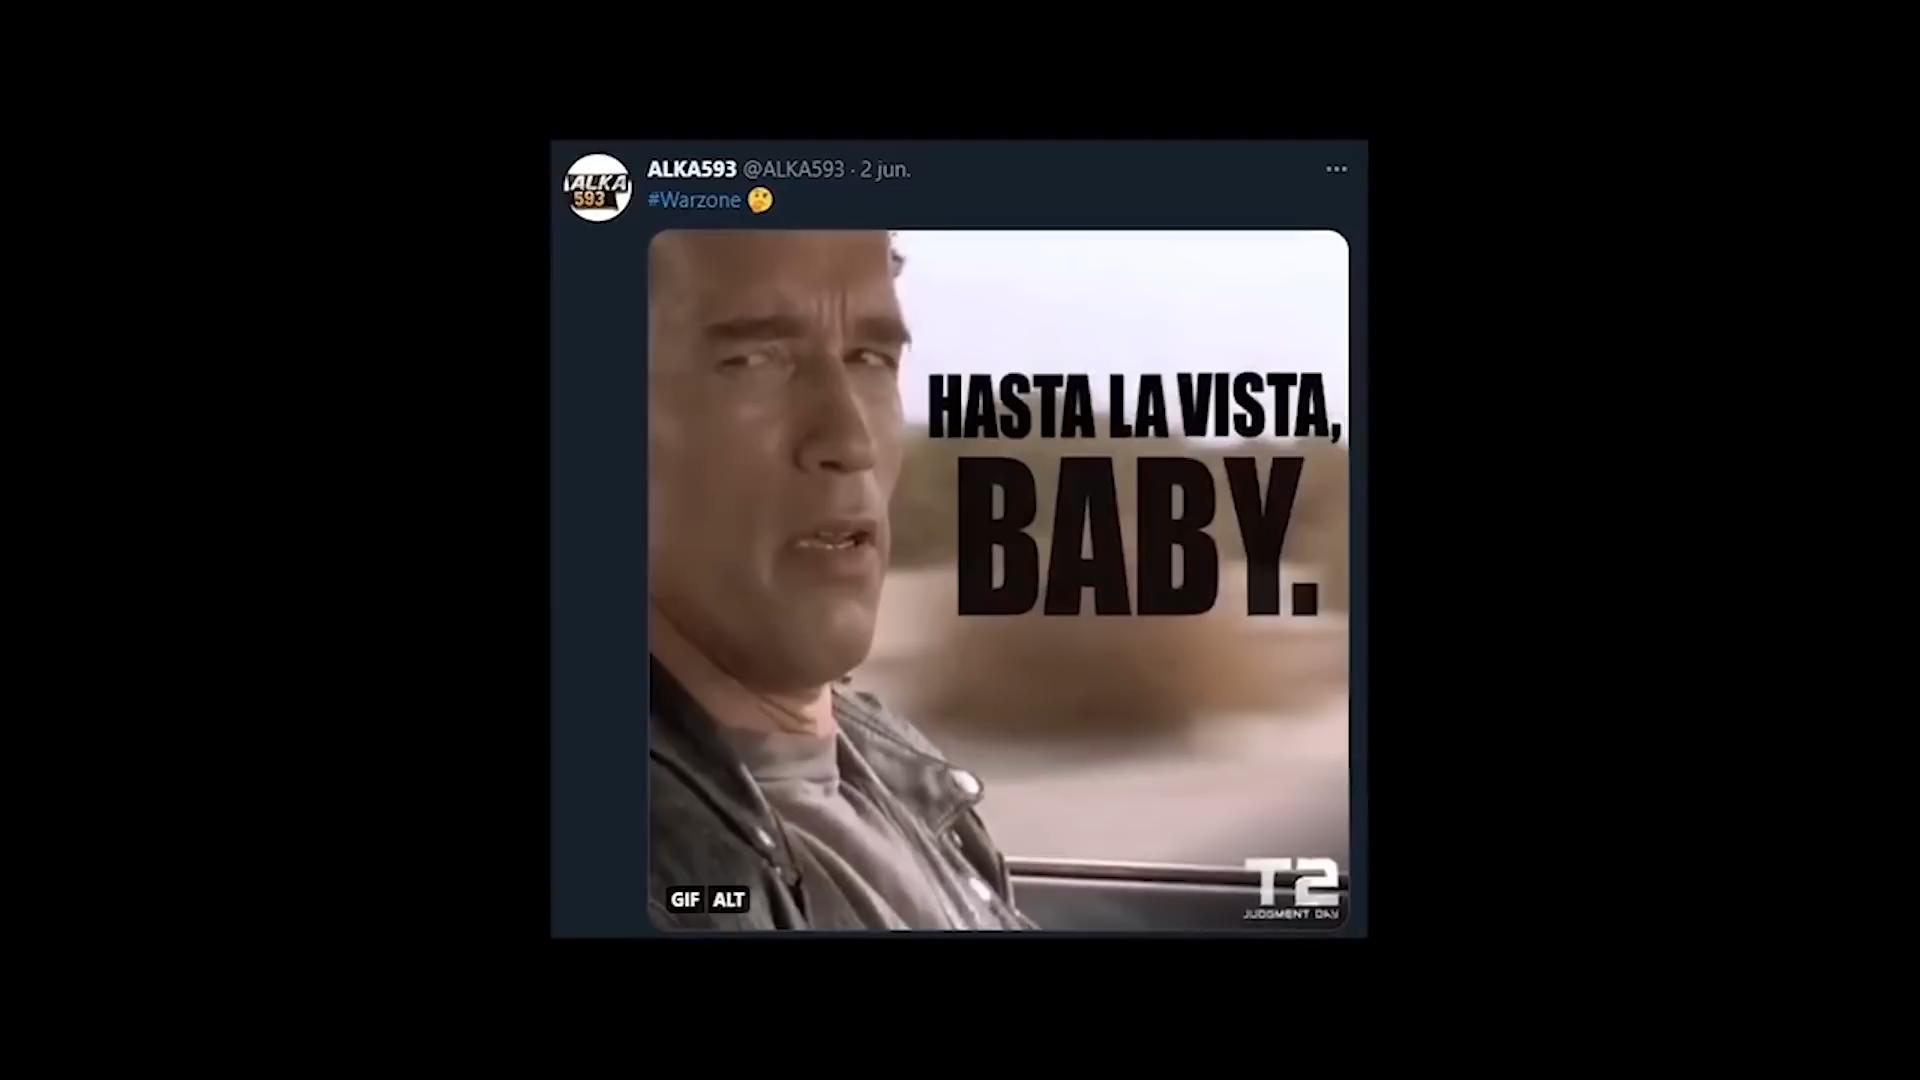 ALKA593 @ALKA593 · 2 jun.
#Warzone 🤔
ALKA
593
HASTA LA VISTA,
BABY.
GIF ALT
T2
JUDGMENT DAY